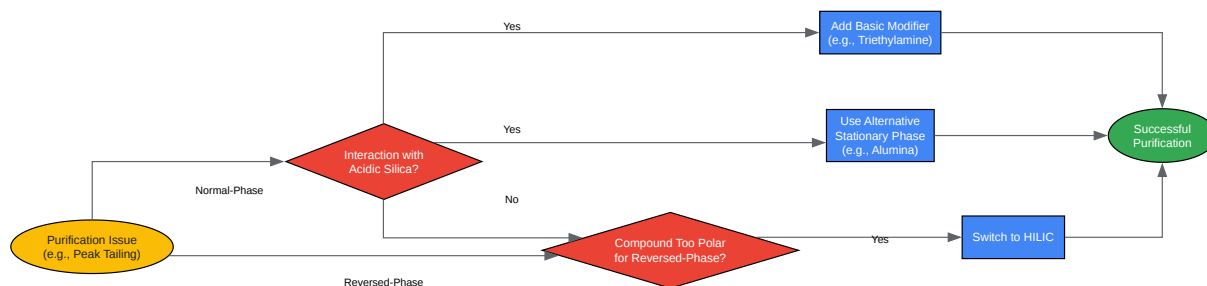 Yes
Add Basic Modifier
(e.g., Triethylamine)
Yes
Use Alternative
Stationary Phase
(e.g., Alumina)
Successful
Purification
Interaction with
Acidic Silica?
Normal-Phase
No
Purification Issue
(e.g., Peak Tailing)
Compound Too Polar
for Reversed-Phase?
Yes
Switch to HILIC
Reversed-Phase